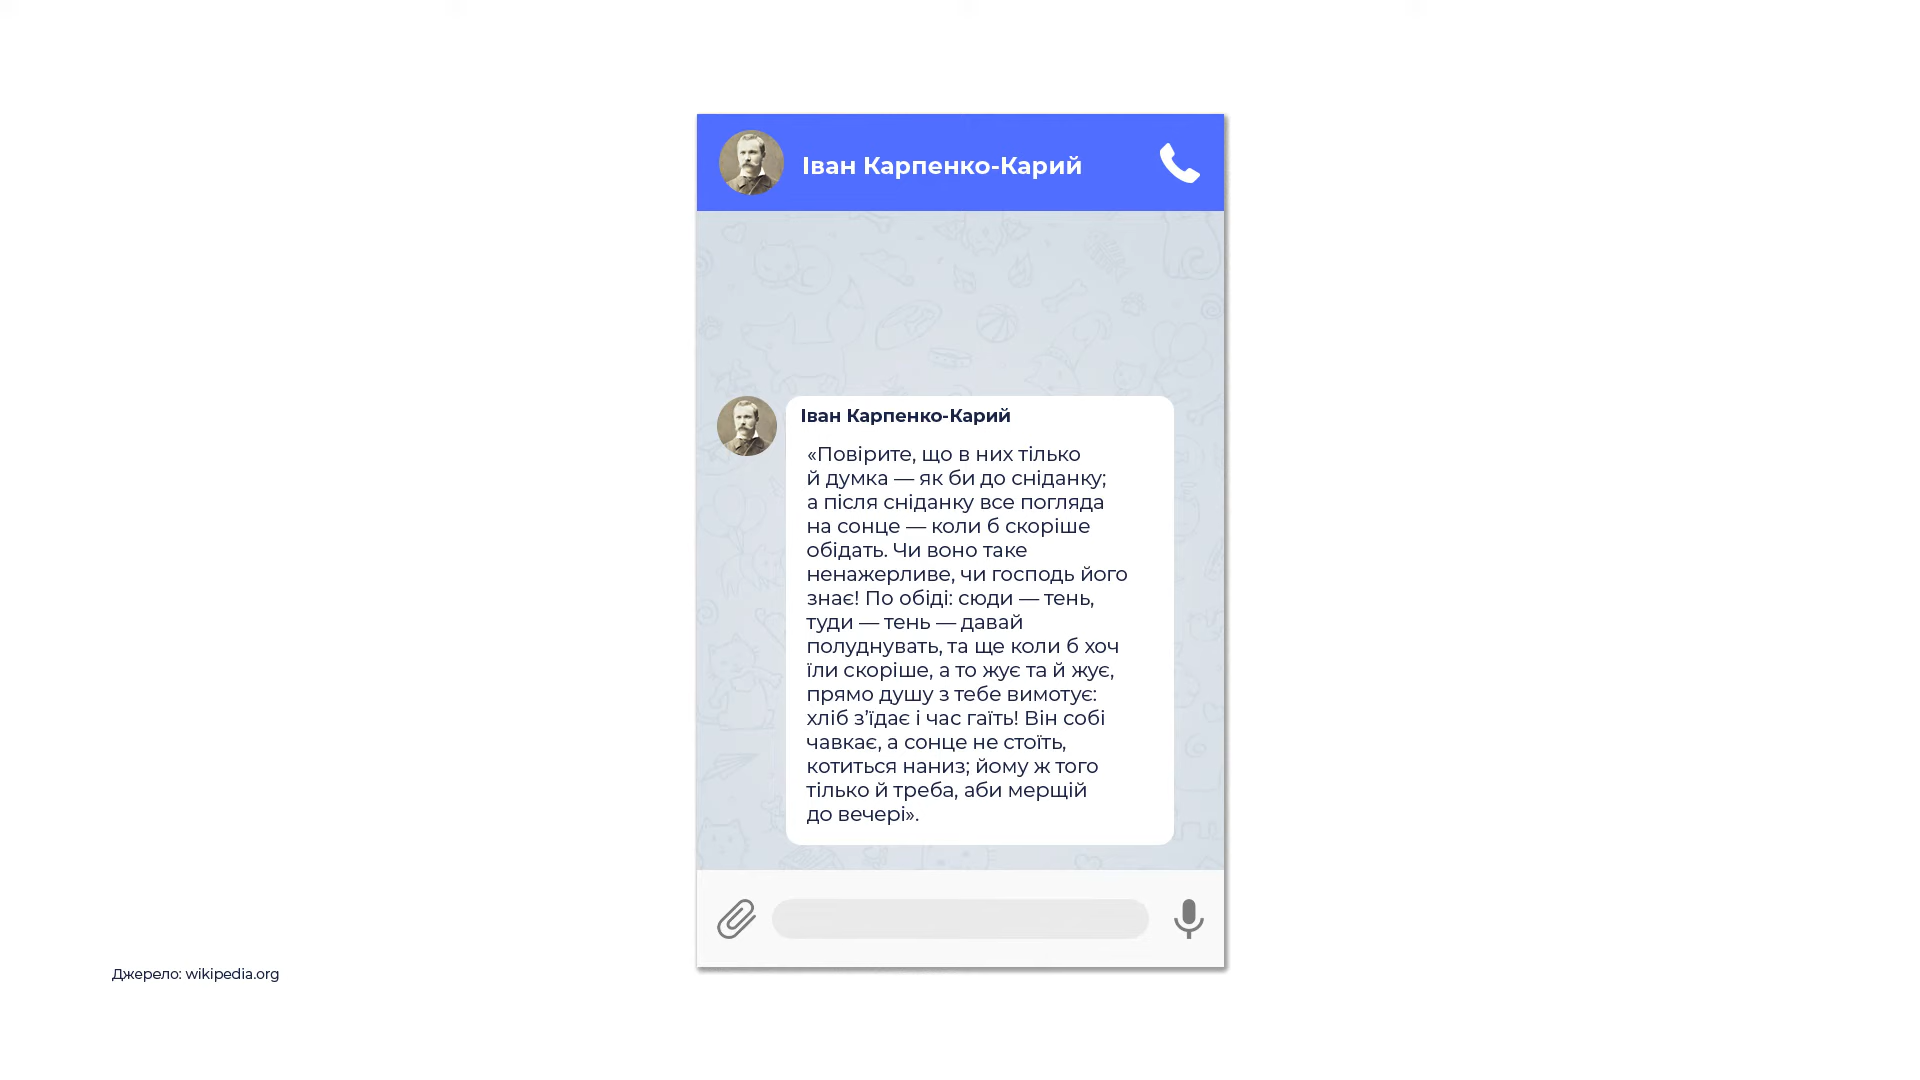 Іван Карпенко-Карий
Іван Карпенко-Карий
«Повірите, що в них тілько
й думка — як би до сніданку;
а після сніданку все погляда
на сонце — коли б скоріше
обідать. Чи воно таке
ненажерливе, чи господь його
знає! По обіді: сюди — тень,
туди — тень — давай
полуднувать, та ще коли б хоч
їли скоріше, а то жує та й жує,
прямо душу з тебе вимотує:
хліб з’їдає і час гаїть! Він собі
чавкає, а сонце не стоїть,
котиться наниз; йому ж того
тілько й треба, аби мерщій
до вечері».
Джерело: wikipedia.org